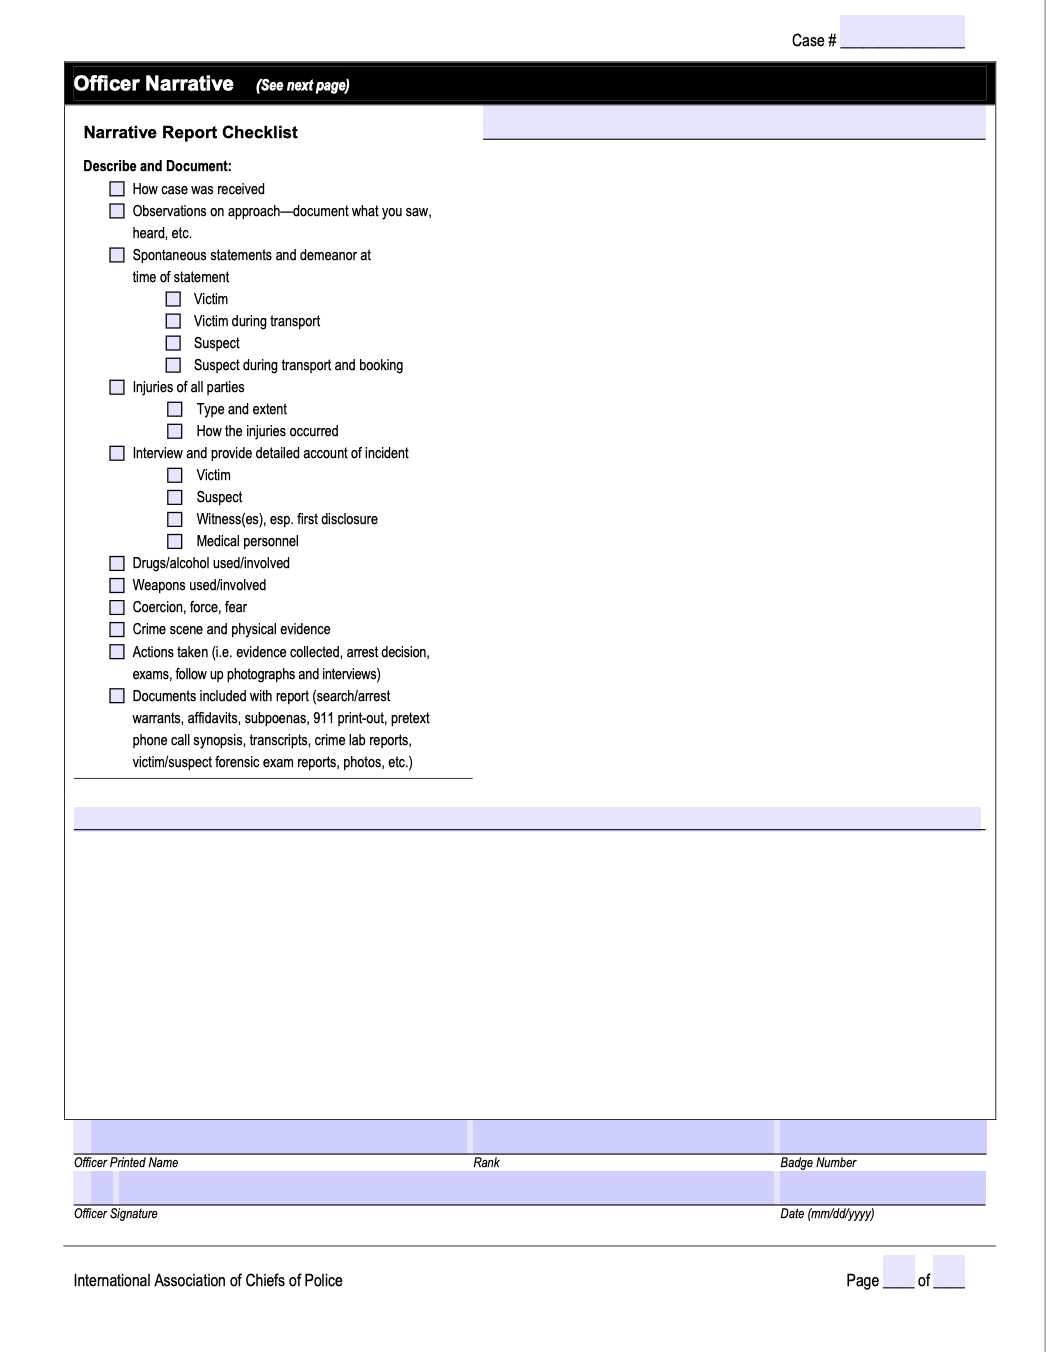 Case #
Officer Narrative (See next page)
Narrative Report Checklist
Describe and Document:
How case was received
Observations on approach—document what you saw,
heard, etc.
Spontaneous statements and demeanor at
time of statement
Victim
Victim during transport
Suspect
Suspect during transport and booking
Injuries of all parties
Type and extent
How the injuries occurred
Interview and provide detailed account of incident
Victim
Suspect
Witness(es), esp. first disclosure
Medical personnel
Drugs/alcohol used/involved
Weapons used/involved
Coercion, force, fear
Crime scene and physical evidence
Actions taken (i.e. evidence collected, arrest decision,
exams, follow up photographs and interviews)
Documents included with report (search/arrest
warrants, affidavits, subpoenas, 911 print-out, pretext
phone call synopsis, transcripts, crime lab reports,
victim/suspect forensic exam reports, photos, etc.)
Officer Printed Name Rank Badge Number
Officer Signature Date (mm/dd/yyyy)
International Association of Chiefs of Police Page ____ of ____